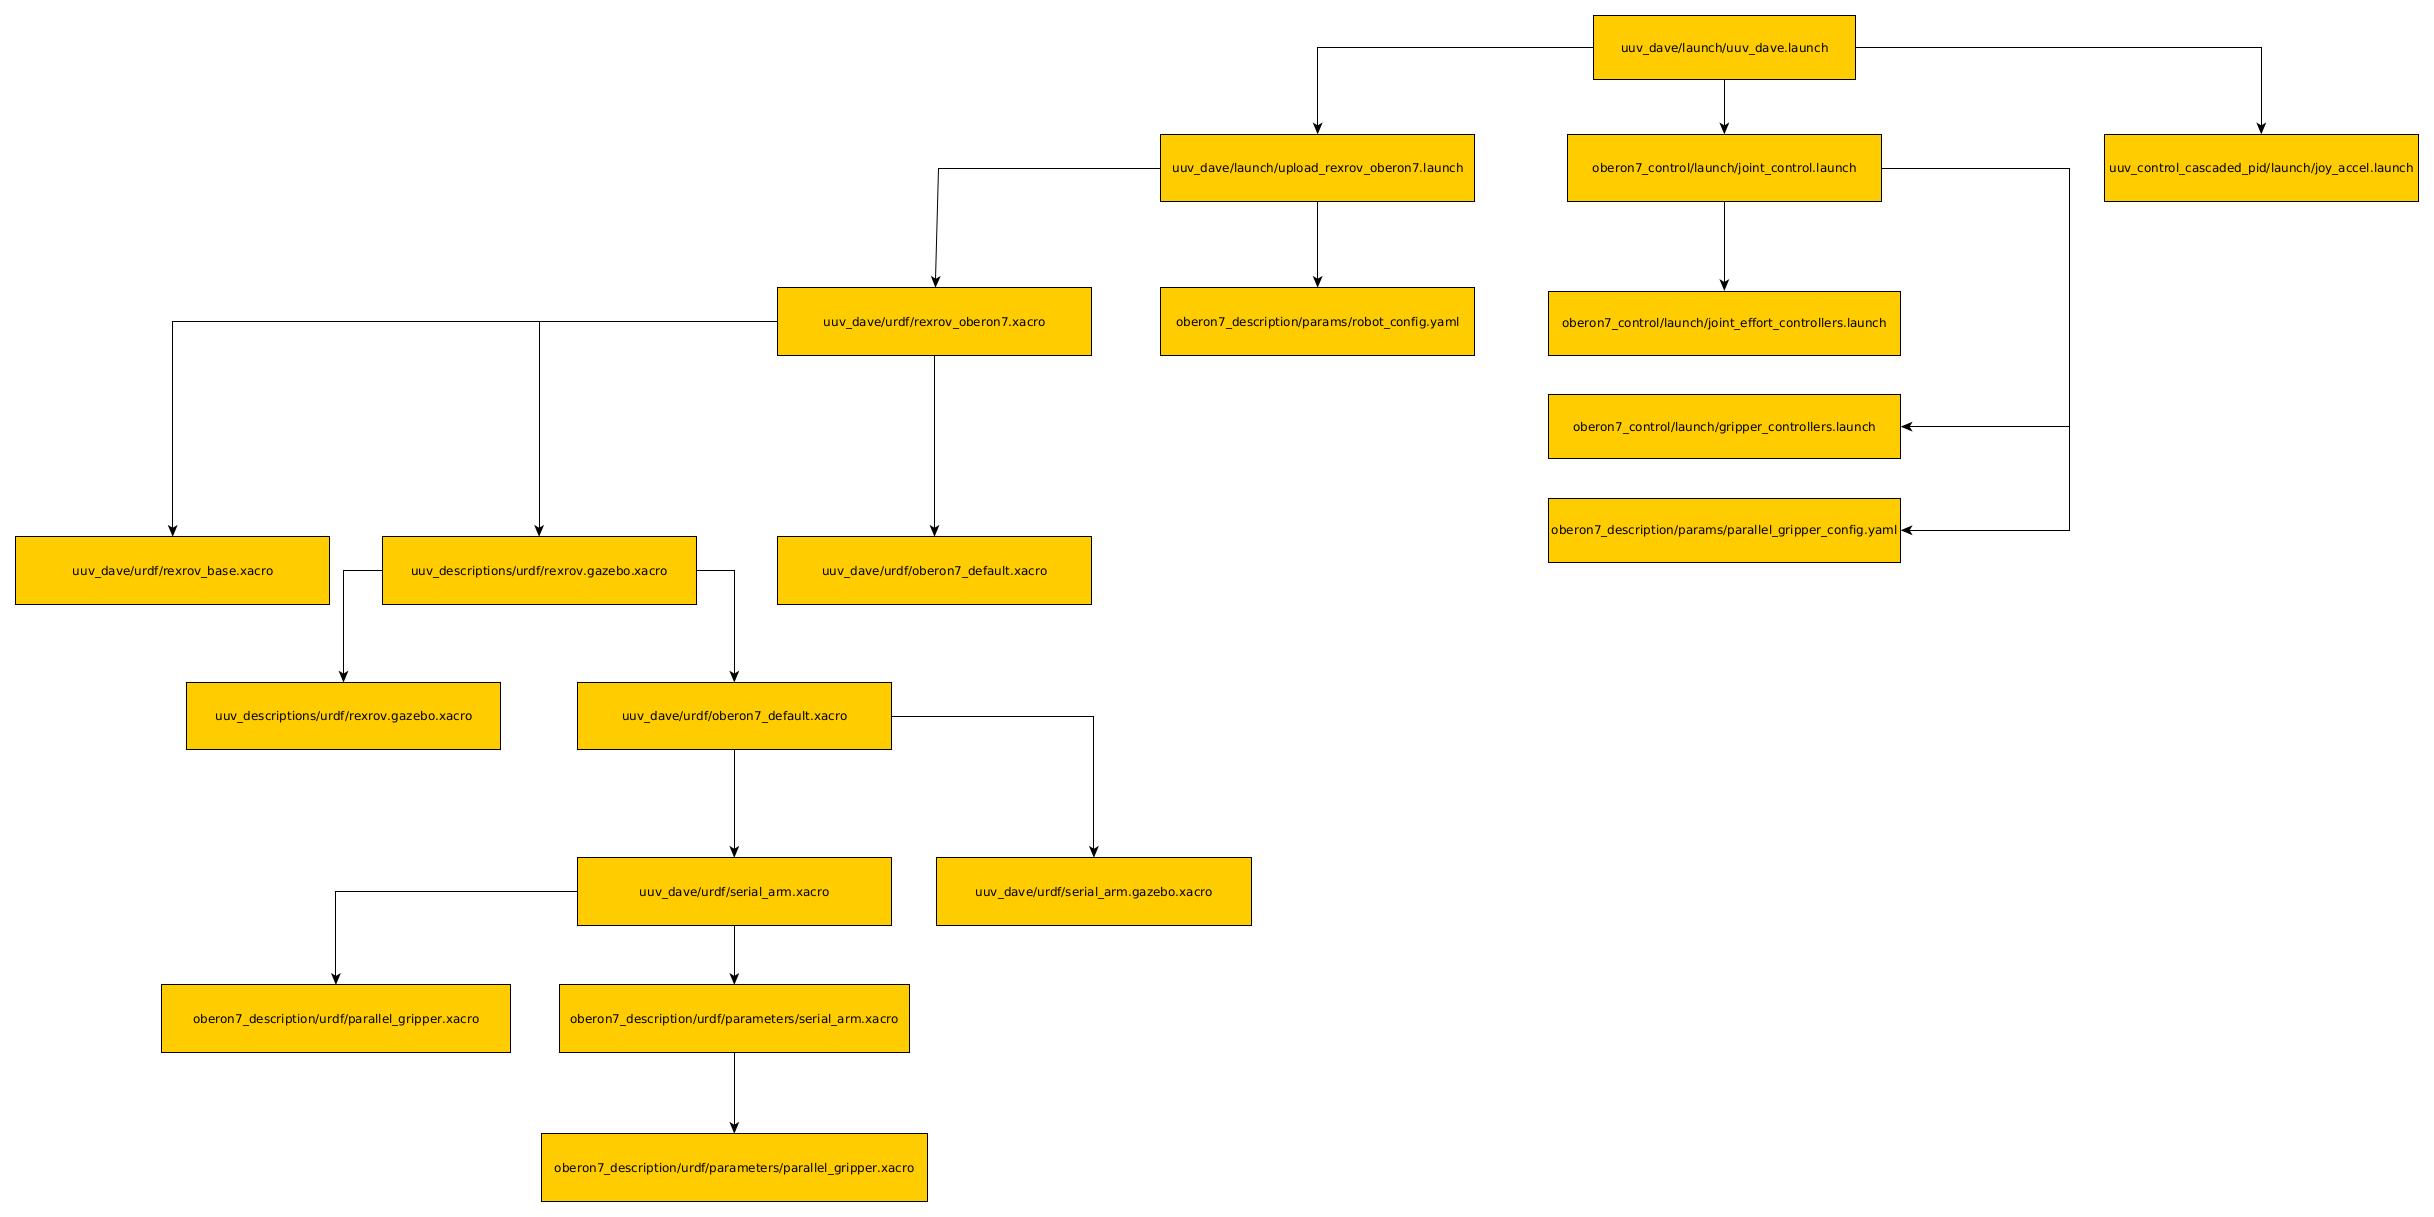 uuv_dave/launch/uuv_dave.launch
uuv_dave/launch/upload_rexrov_oberon7.launch
oberon7_control/launch/joint_control.launch
uuv_control_cascaded_pid/launch/joy_accel.launch
uuv_dave/urdf/rexrov_oberon7.xacro
oberon7_description/params/robot_config.yaml
oberon7_control/launch/joint_effort_controllers.launch
oberon7_control/launch/gripper_controllers.launch
oberon7_description/params/parallel_gripper_config.yaml
uuv_dave/urdf/rexrov_base.xacro
uuv_descriptions/urdf/rexrov.gazebo.xacro
uuv_dave/urdf/oberon7_default.xacro
uuv_descriptions/urdf/rexrov.gazebo.xacro
uuv_dave/urdf/oberon7_default.xacro
uuv_dave/urdf/serial_arm.xacro
uuv_dave/urdf/serial_arm.gazebo.xacro
oberon7_description/urdf/parallel_gripper.xacro
oberon7_description/urdf/parameters/serial_arm.xacro
oberon7_description/urdf/parameters/parallel_gripper.xacro